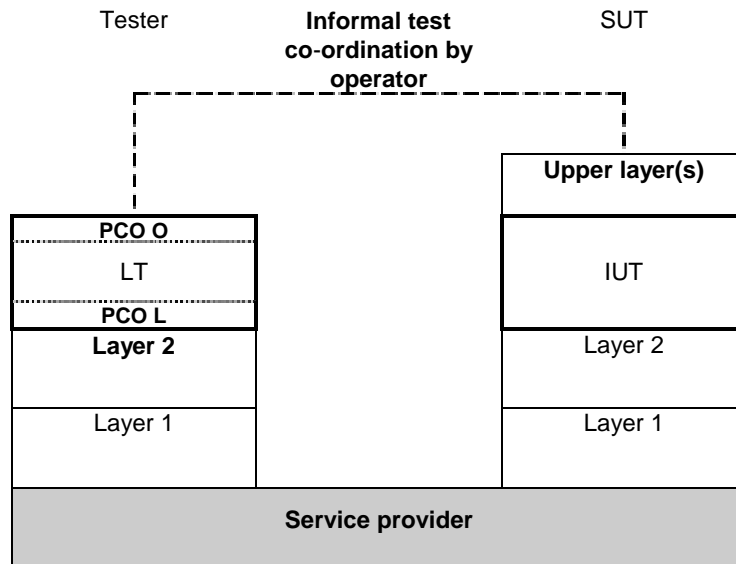 Tester
Informal test
co-ordination by
operator
SUT
Upper layer(s)
PCO O
LT
IUT
PCO L
Layer 2
Layer 2
Layer 1
Layer 1
Service provider